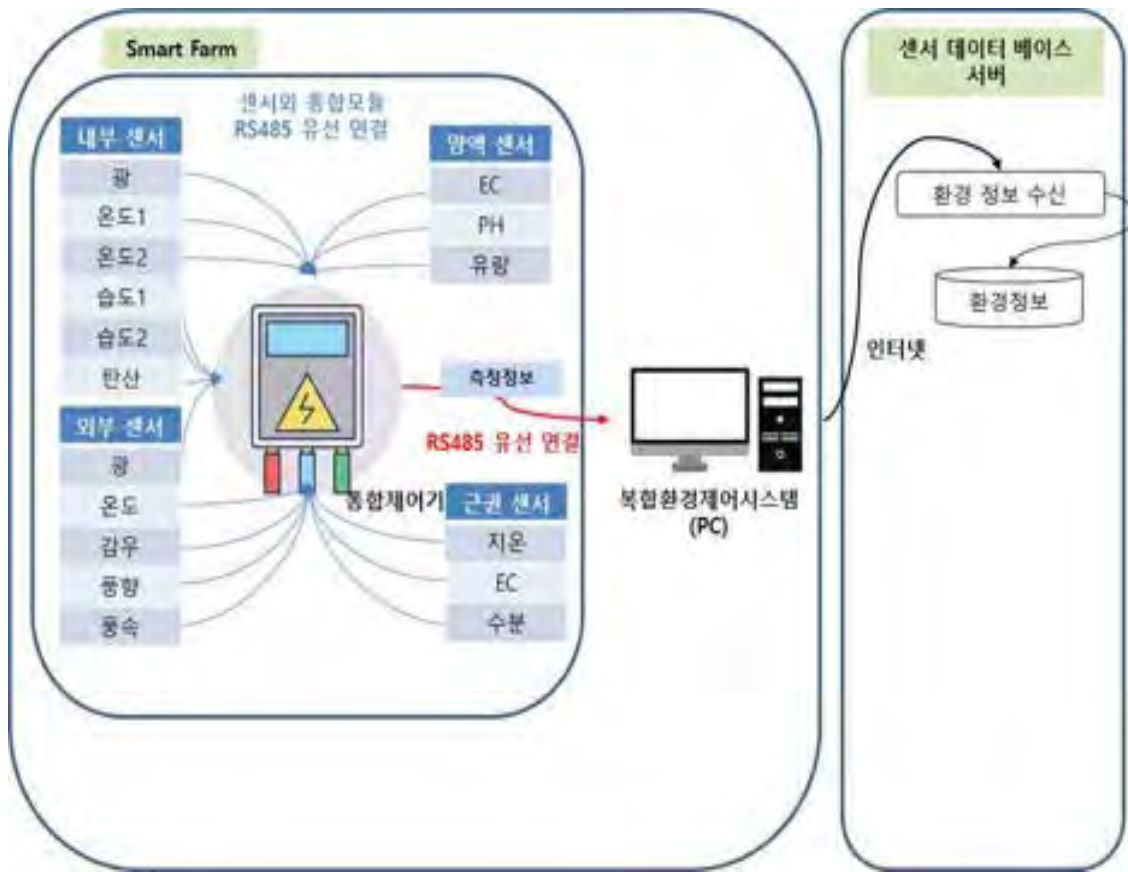 Smart Farm
센서와 통합모듈
RS485 유선 연결
내부 센서
광
온도1
온도2
습도1
습도2
탄산
외부 센서
광
온도
감우
풍향
풍속
양액 센서
EC
PH
유량
측정정보
RS485 유선 연결
통합제어기
근권 센서
지온
EC
수분
복합환경제어시스템
(PC)
인터넷
센서 데이터 베이스
서버
환경 정보 수신
환경정보